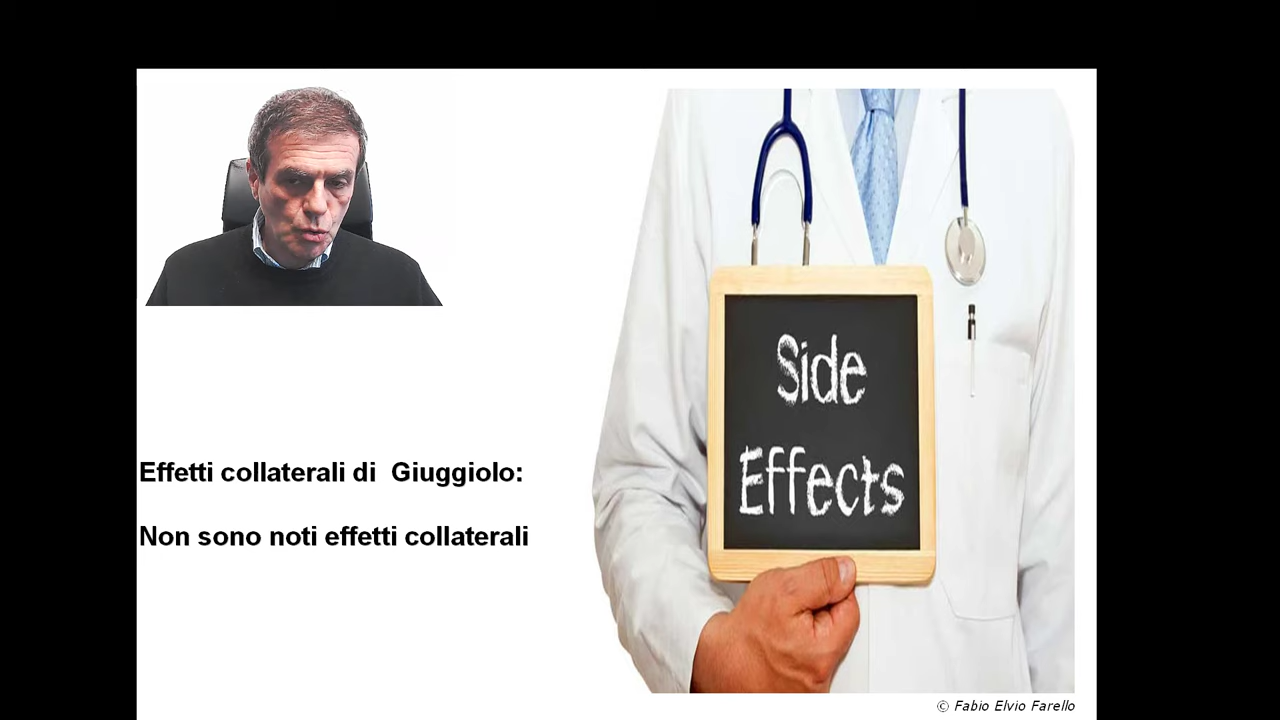 Side
Effects
Effetti collaterali di  Giuggiolo:
Non sono noti effetti collaterali
© Fabio Elvio Farello